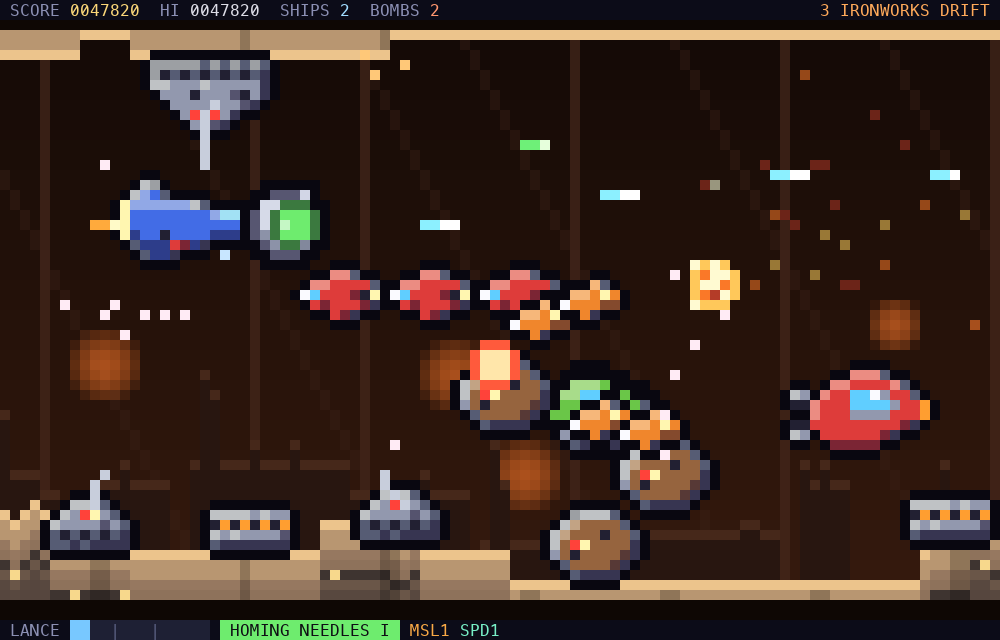 SCORE 0047820 HI 0047820 SHIPS 2 BOMBS 2 3 IRONWORKS DRIFT
LANCE HOMING NEEDLES I MSL1 SPD1